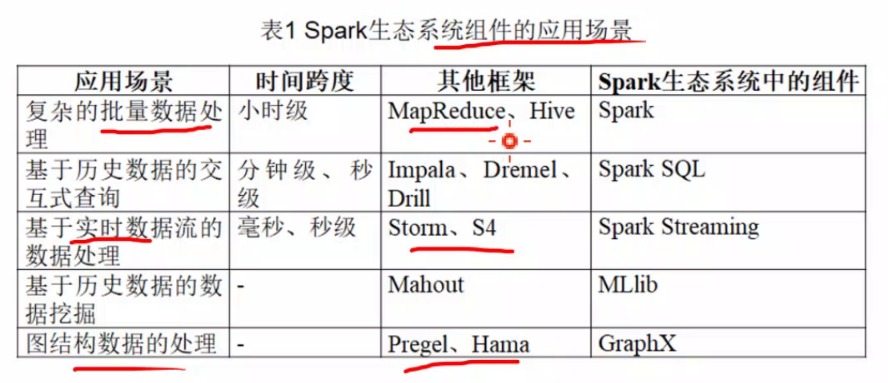 表1 Spark生态系统组件的应用场景
应用场景 时间跨度 其他框架 Spark生态系统中的组件
复杂的批量数据处 小时级 MapReduce、Hive Spark
理
基于历史数据的交 分钟级、秒 Impala、Dremel、 Spark SQL
互式查询 级 Drill
基于实时数据流的 毫秒、秒级 Storm、S4 Spark Streaming
数据处理
基于历史数据的数 - Mahout MLlib
据挖掘
图结构数据的处理 - Pregel、Hama GraphX